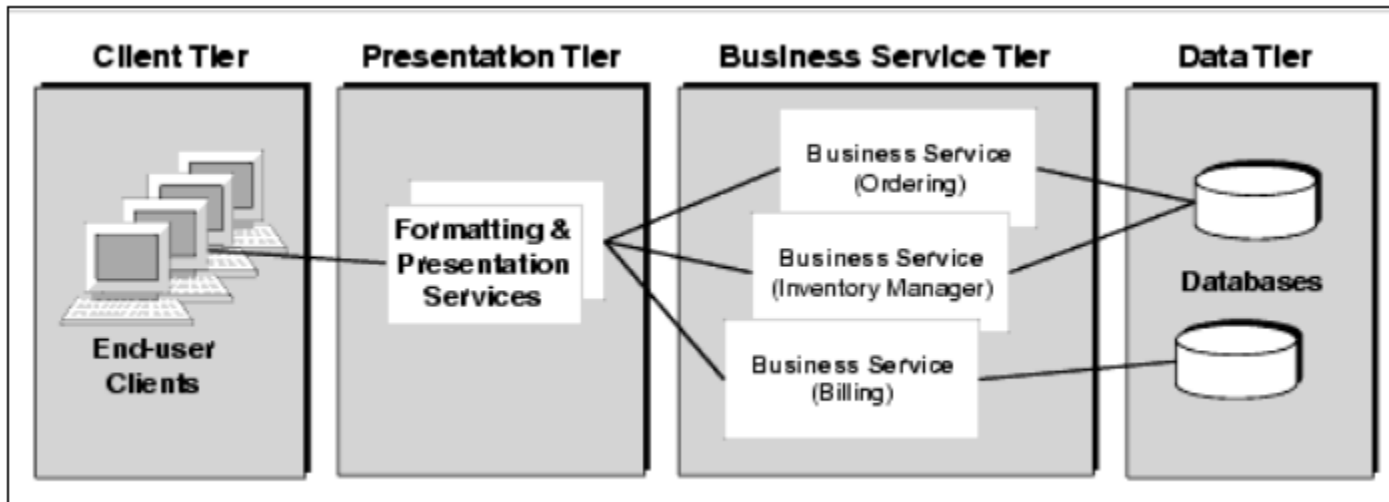 Client Tier
Presentation Tier
Business Service Tier
Data Tier
End-user
Clients
Formatting &
Presentation
Services
Business Service
(Ordering)
Business Service
(Inventory Manager)
Business Service
(Billing)
Databases